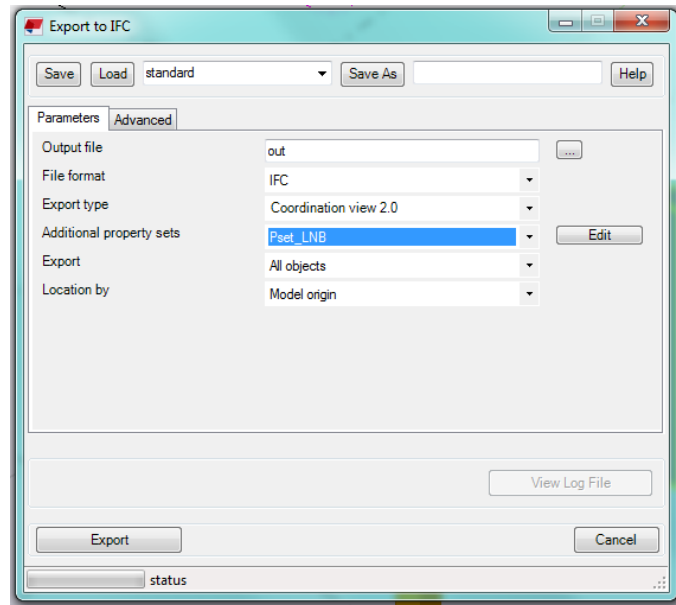 Export to IFC
Save Load standard Save As Help
Parameters Advanced
Output file out ...
File format IFC
Export type Coordination view 2.0
Additional property sets Pset_LNB Edit
Export All objects
Location by Model origin
View Log File
Export Cancel
status